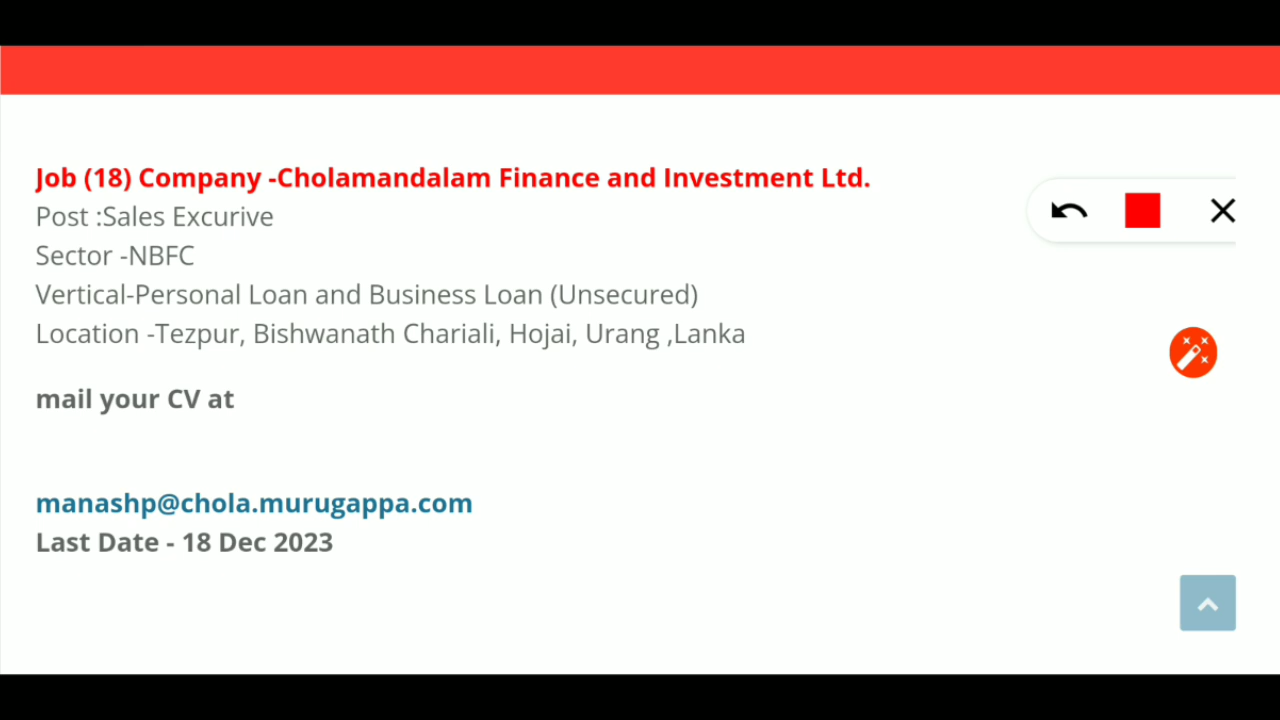 Job (18) Company -Cholamandalam Finance and Investment Ltd.
Post :Sales Excurive
Sector -NBFC
Vertical-Personal Loan and Business Loan (Unsecured)
Location -Tezpur, Bishwanath Chariali, Hojai, Urang ,Lanka
mail your CV at
manashp@chola.murugappa.com
Last Date - 18 Dec 2023